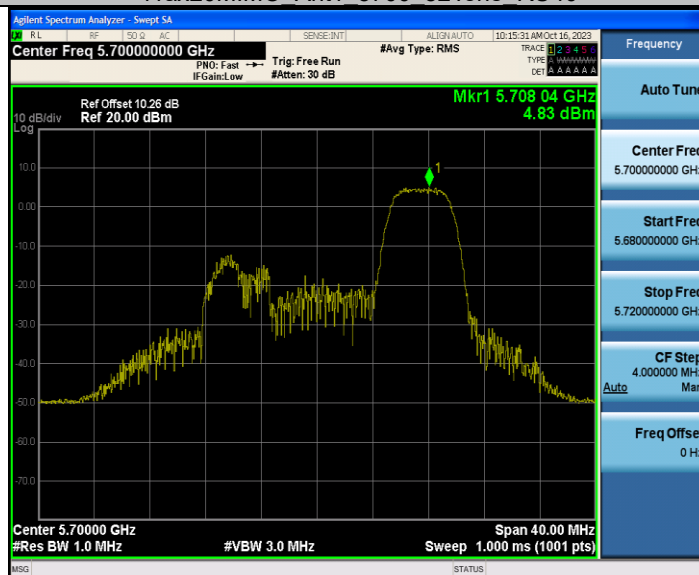 Agilent Spectrum Analyzer - Swept SA
RL RF 50 Ω AC SENSE:INT ALIGN AUTO 10:15:31 AM Oct 16, 2023
Center Freq 5.700000000 GHz
#Avg Type: RMS
TRACE 1 2 3 4 5 6
PNO: Fast Trig: Free Run
TYPE A WWWWW
IFGain:Low #Atten: 30 dB
DET A A A A A A
Frequency
Auto Tune
Mkr1 5.708 04 GHz
4.83 dBm
Ref Offset 10.26 dB
10 dB/div Ref 20.00 dBm
Log
1
10.0
0.00
-10.0
-20.0
-30.0
-40.0
-50.0
-60.0
-70.0
Center Freq
5.700000000 GHz
Start Freq
5.680000000 GHz
Stop Freq
5.720000000 GHz
CF Step
4.000000 MHz
Auto Man
Freq Offset
0 Hz
Center 5.70000 GHz Span 40.00 MHz
#Res BW 1.0 MHz #VBW 3.0 MHz Sweep 1.000 ms (1001 pts)
MSG STATUS